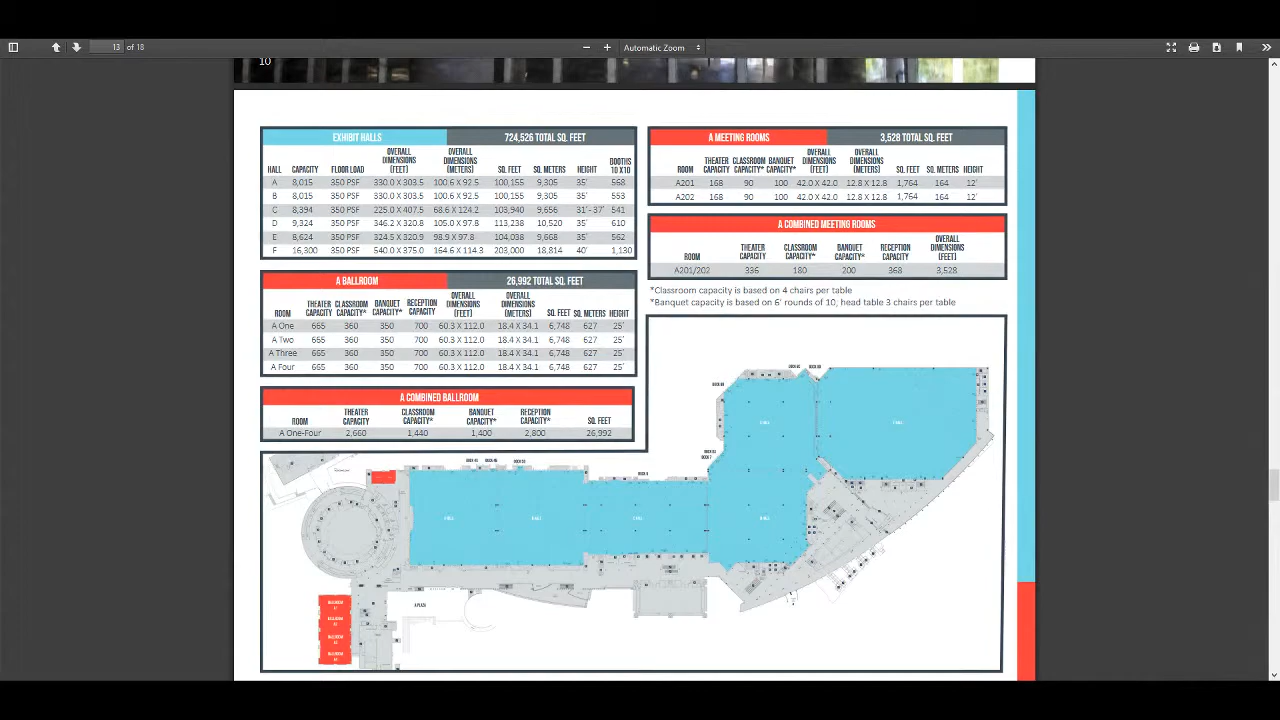 13 of 18
Automatic Zoom
10
EXHIBIT HALLS 724,526 TOTAL SQ. FEET
HALL CAPACITY FLOOR LOAD OVERALL DIMENSIONS (FEET) OVERALL DIMENSIONS (METERS) SQ. FEET SQ. METERS HEIGHT BOOTHS 10 X10
A 8,015 350 PSF 330.0 X 303.5 100.6 X 92.5 100,155 9,305 35' 568
B 8,015 350 PSF 330.0 X 303.5 100.6 X 92.5 100,155 9,305 35' 553
C 8,394 350 PSF 225.0 X 407.5 68.6 X 124.2 103,940 9,656 31'- 37' 541
D 9,324 350 PSF 346.2 X 320.8 105.0 X 97.8 113,238 10,520 35' 610
E 8,624 350 PSF 324.5 X 320.9 98.9 X 97.8 104,038 9,668 35' 562
F 16,300 350 PSF 540.0 X 375.0 164.6 X 114.3 203,000 18,814 40' 1,130
A BALLROOM 26,992 TOTAL SQ. FEET
ROOM THEATER CAPACITY CLASSROOM CAPACITY* BANQUET CAPACITY* RECEPTION CAPACITY OVERALL DIMENSIONS (FEET) OVERALL DIMENSIONS (METERS) SQ. FEET SQ. METERS HEIGHT
A One 665 360 350 700 60.3 X 112.0 18.4 X 34.1 6,748 627 25'
A Two 665 360 350 700 60.3 X 112.0 18.4 X 34.1 6,748 627 25'
A Three 665 360 350 700 60.3 X 112.0 18.4 X 34.1 6,748 627 25'
A Four 665 360 350 700 60.3 X 112.0 18.4 X 34.1 6,748 627 25'
A COMBINED BALLROOM
ROOM THEATER CAPACITY CLASSROOM CAPACITY* BANQUET CAPACITY* RECEPTION CAPACITY* SQ. FEET
A One-Four 2,660 1,440 1,400 2,800 26,992
A MEETING ROOMS 3,528 TOTAL SQ. FEET
ROOM THEATER CAPACITY CLASSROOM CAPACITY* BANQUET CAPACITY* OVERALL DIMENSIONS (FEET) OVERALL DIMENSIONS (METERS) SQ. FEET SQ. METERS HEIGHT
A201 168 90 100 42.0 X 42.0 12.8 X 12.8 1,764 164 12'
A202 168 90 100 42.0 X 42.0 12.8 X 12.8 1,764 164 12'
A COMBINED MEETING ROOMS
ROOM THEATER CAPACITY CLASSROOM CAPACITY* BANQUET CAPACITY* RECEPTION CAPACITY OVERALL DIMENSIONS (FEET)
A201/202 336 180 200 368 3,528
*Classroom capacity is based on 4 chairs per table
*Banquet capacity is based on 6' rounds of 10; head table 3 chairs per table
A PLAZA
BALLROOM
BALLROOM
BALLROOM
BALLROOM